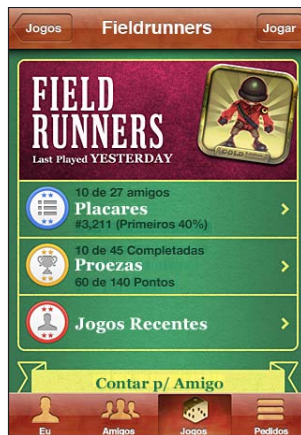 Jogos Fieldrunners Jogar
FIELD
RUNNERS
Last Played YESTERDAY
GOLD
10 de 27 amigos
Placares
#3,211 (Primeiros 40%)
10 de 45 Completadas
Proezas
60 de 140 Pontos
Jogos Recentes
Contar p/ Amigo
Eu Amigos Jogos Pedidos